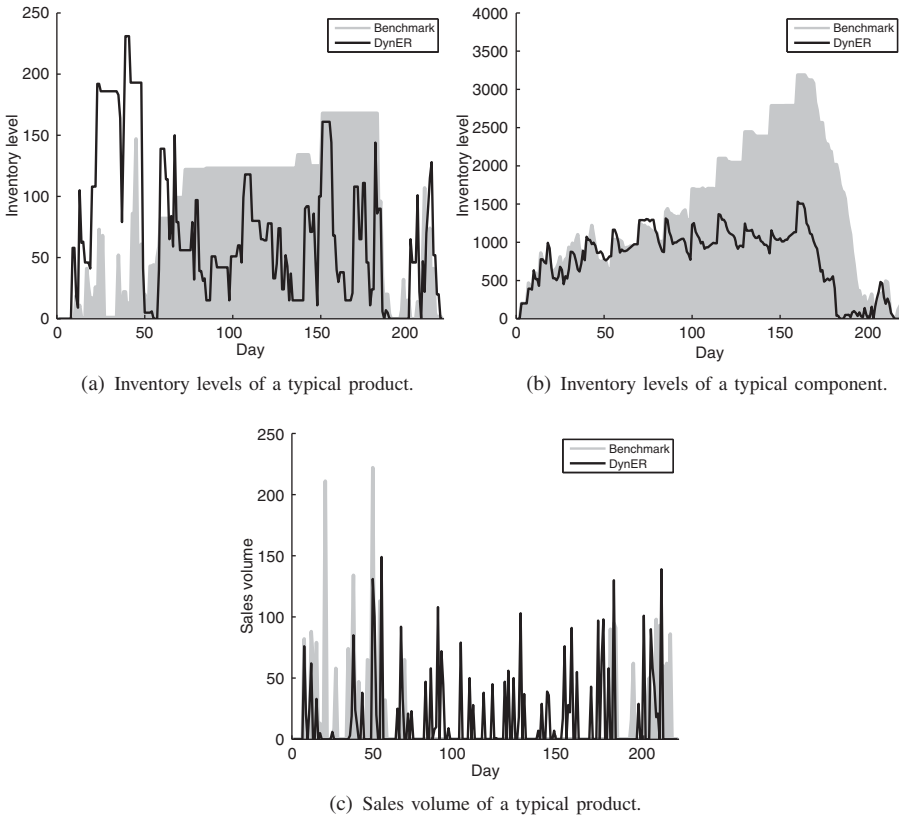 250
200
150
100
50
0
Inventory level
Benchmark
DynER
0 50 100 150 200
Day
(a) Inventory levels of a typical product.
4000
3500
3000
2500
2000
1500
1000
500
0
Inventory level
Benchmark
DynER
0 50 100 150 200
Day
(b) Inventory levels of a typical component.
250
200
150
100
50
0
Sales volume
Benchmark
DynER
0 50 100 150 200
Day
(c) Sales volume of a typical product.